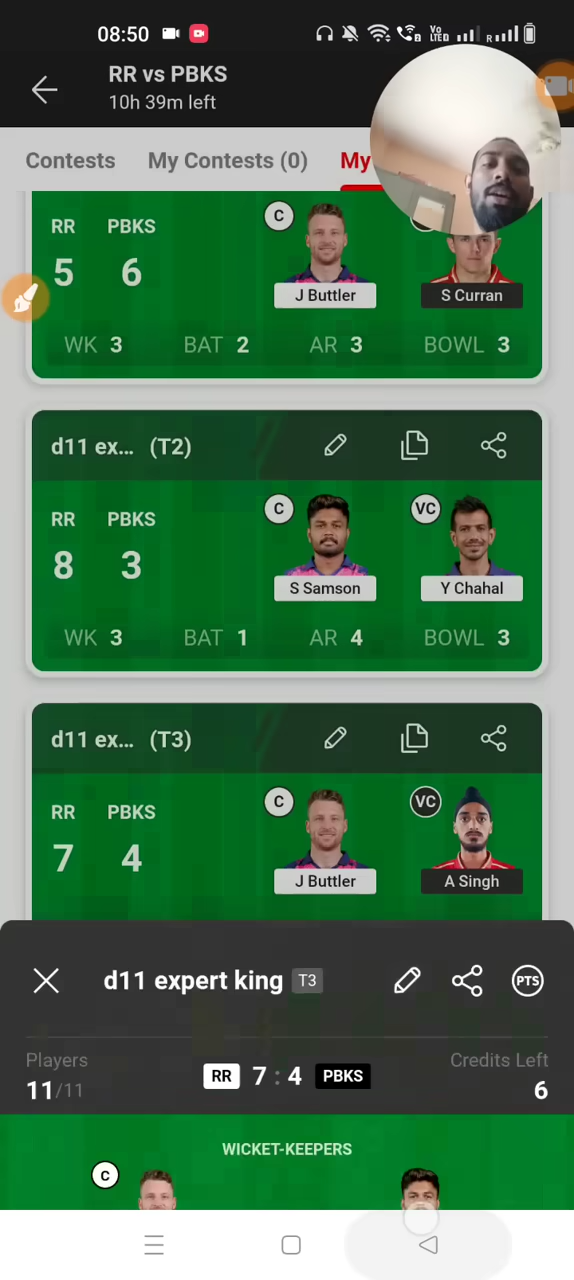 08:50
Vo LTED
R
RR vs PBKS
10h 39m left
Contests
My Contests (0)
My
RR PBKS
5 6
C
J Buttler
S Curran
WK 3 BAT 2 AR 3 BOWL 3
d11 ex... (T2)
RR PBKS
8 3
C
VC
S Samson
Y Chahal
WK 3 BAT 1 AR 4 BOWL 3
d11 ex... (T3)
RR PBKS
7 4
C
VC
J Buttler
A Singh
d11 expert king T3
PTS
Players
11/11
RR 7 : 4 PBKS
Credits Left
6
WICKET-KEEPERS
C